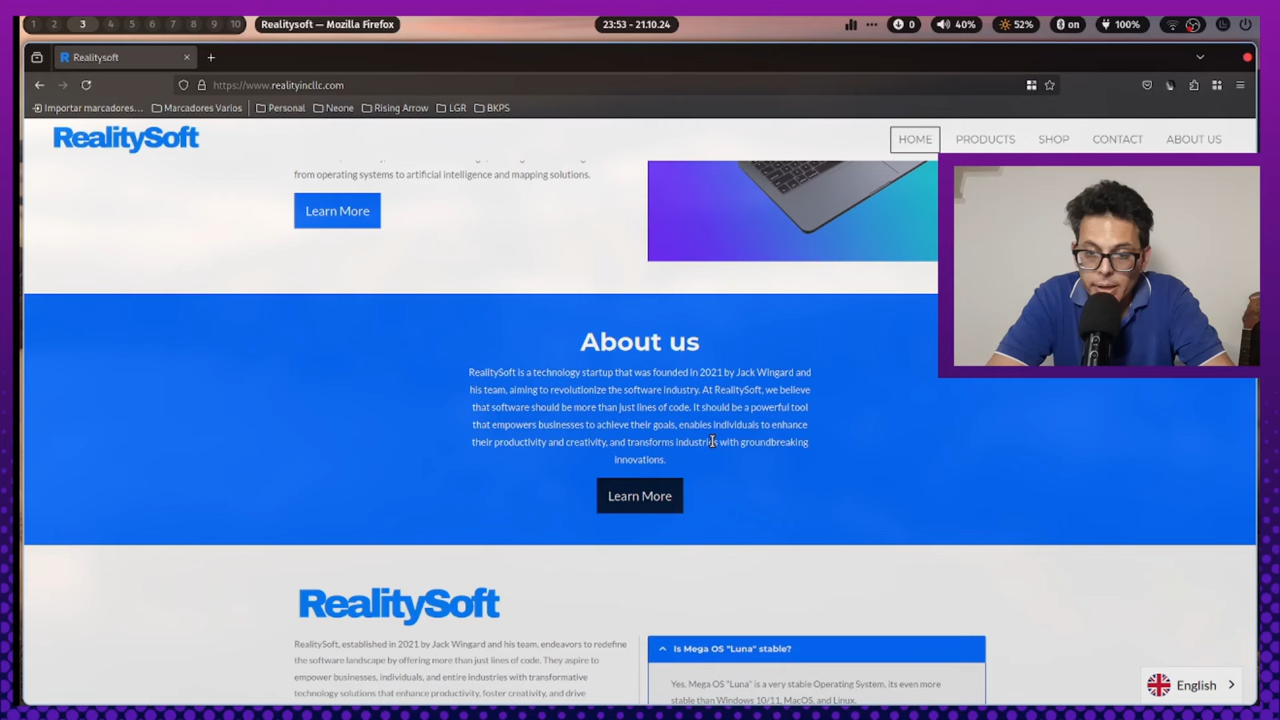 1 2 3 4 5 6 7 8 9 10 Realitysoft — Mozilla Firefox 23:53 - 21.10.24 0 40% 52% on 100%
Realitysoft
https://www.realityincllc.com
Importar marcadores... Marcadores Varios Personal Neone Rising Arrow LGR BKPS
RealitySoft HOME PRODUCTS SHOP CONTACT ABOUT US
from operating systems to artificial intelligence and mapping solutions.
Learn More
About us
RealitySoft is a technology startup that was founded in 2021 by Jack Wingard and
his team, aiming to revolutionize the software industry. At RealitySoft, we believe
that software should be more than just lines of code. It should be a powerful tool
that empowers businesses to achieve their goals, enables individuals to enhance
their productivity and creativity, and transforms industries with groundbreaking
innovations.
Learn More
RealitySoft
RealitySoft, established in 2021 by Jack Wingard and his team, endeavors to redefine
the software landscape by offering more than just lines of code. They aspire to
empower businesses, individuals, and entire industries with transformative
technology solutions that enhance productivity, foster creativity, and drive
Is Mega OS "Luna" stable?
Yes. Mega OS "Luna" is a very stable Operating System, its even more
stable than Windows 10/11, MacOS, and Linux.
English